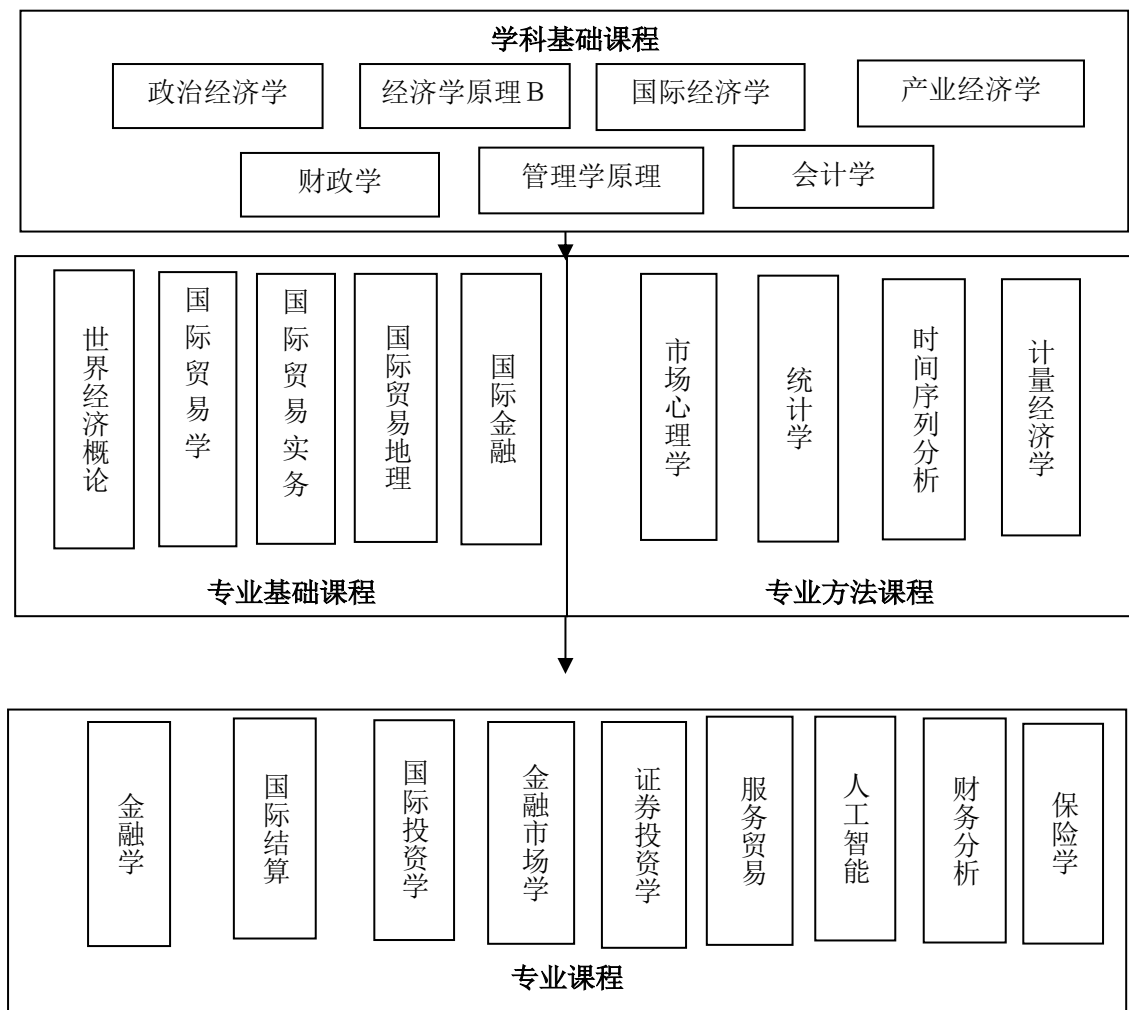 学科基础课程
政治经济学
经济学原理B
国际经济学
产业经济学
财政学
管理学原理
会计学
世界经济概论
国际贸易学
国际贸易实务
国际贸易地理
国际金融
市场心理学
统计学
时间序列分析
计量经济学
专业基础课程
专业方法课程
金融学
国际结算
国际投资学
金融市场学
证券投资学
服务贸易
人工智能
财务分析
保险学
专业课程